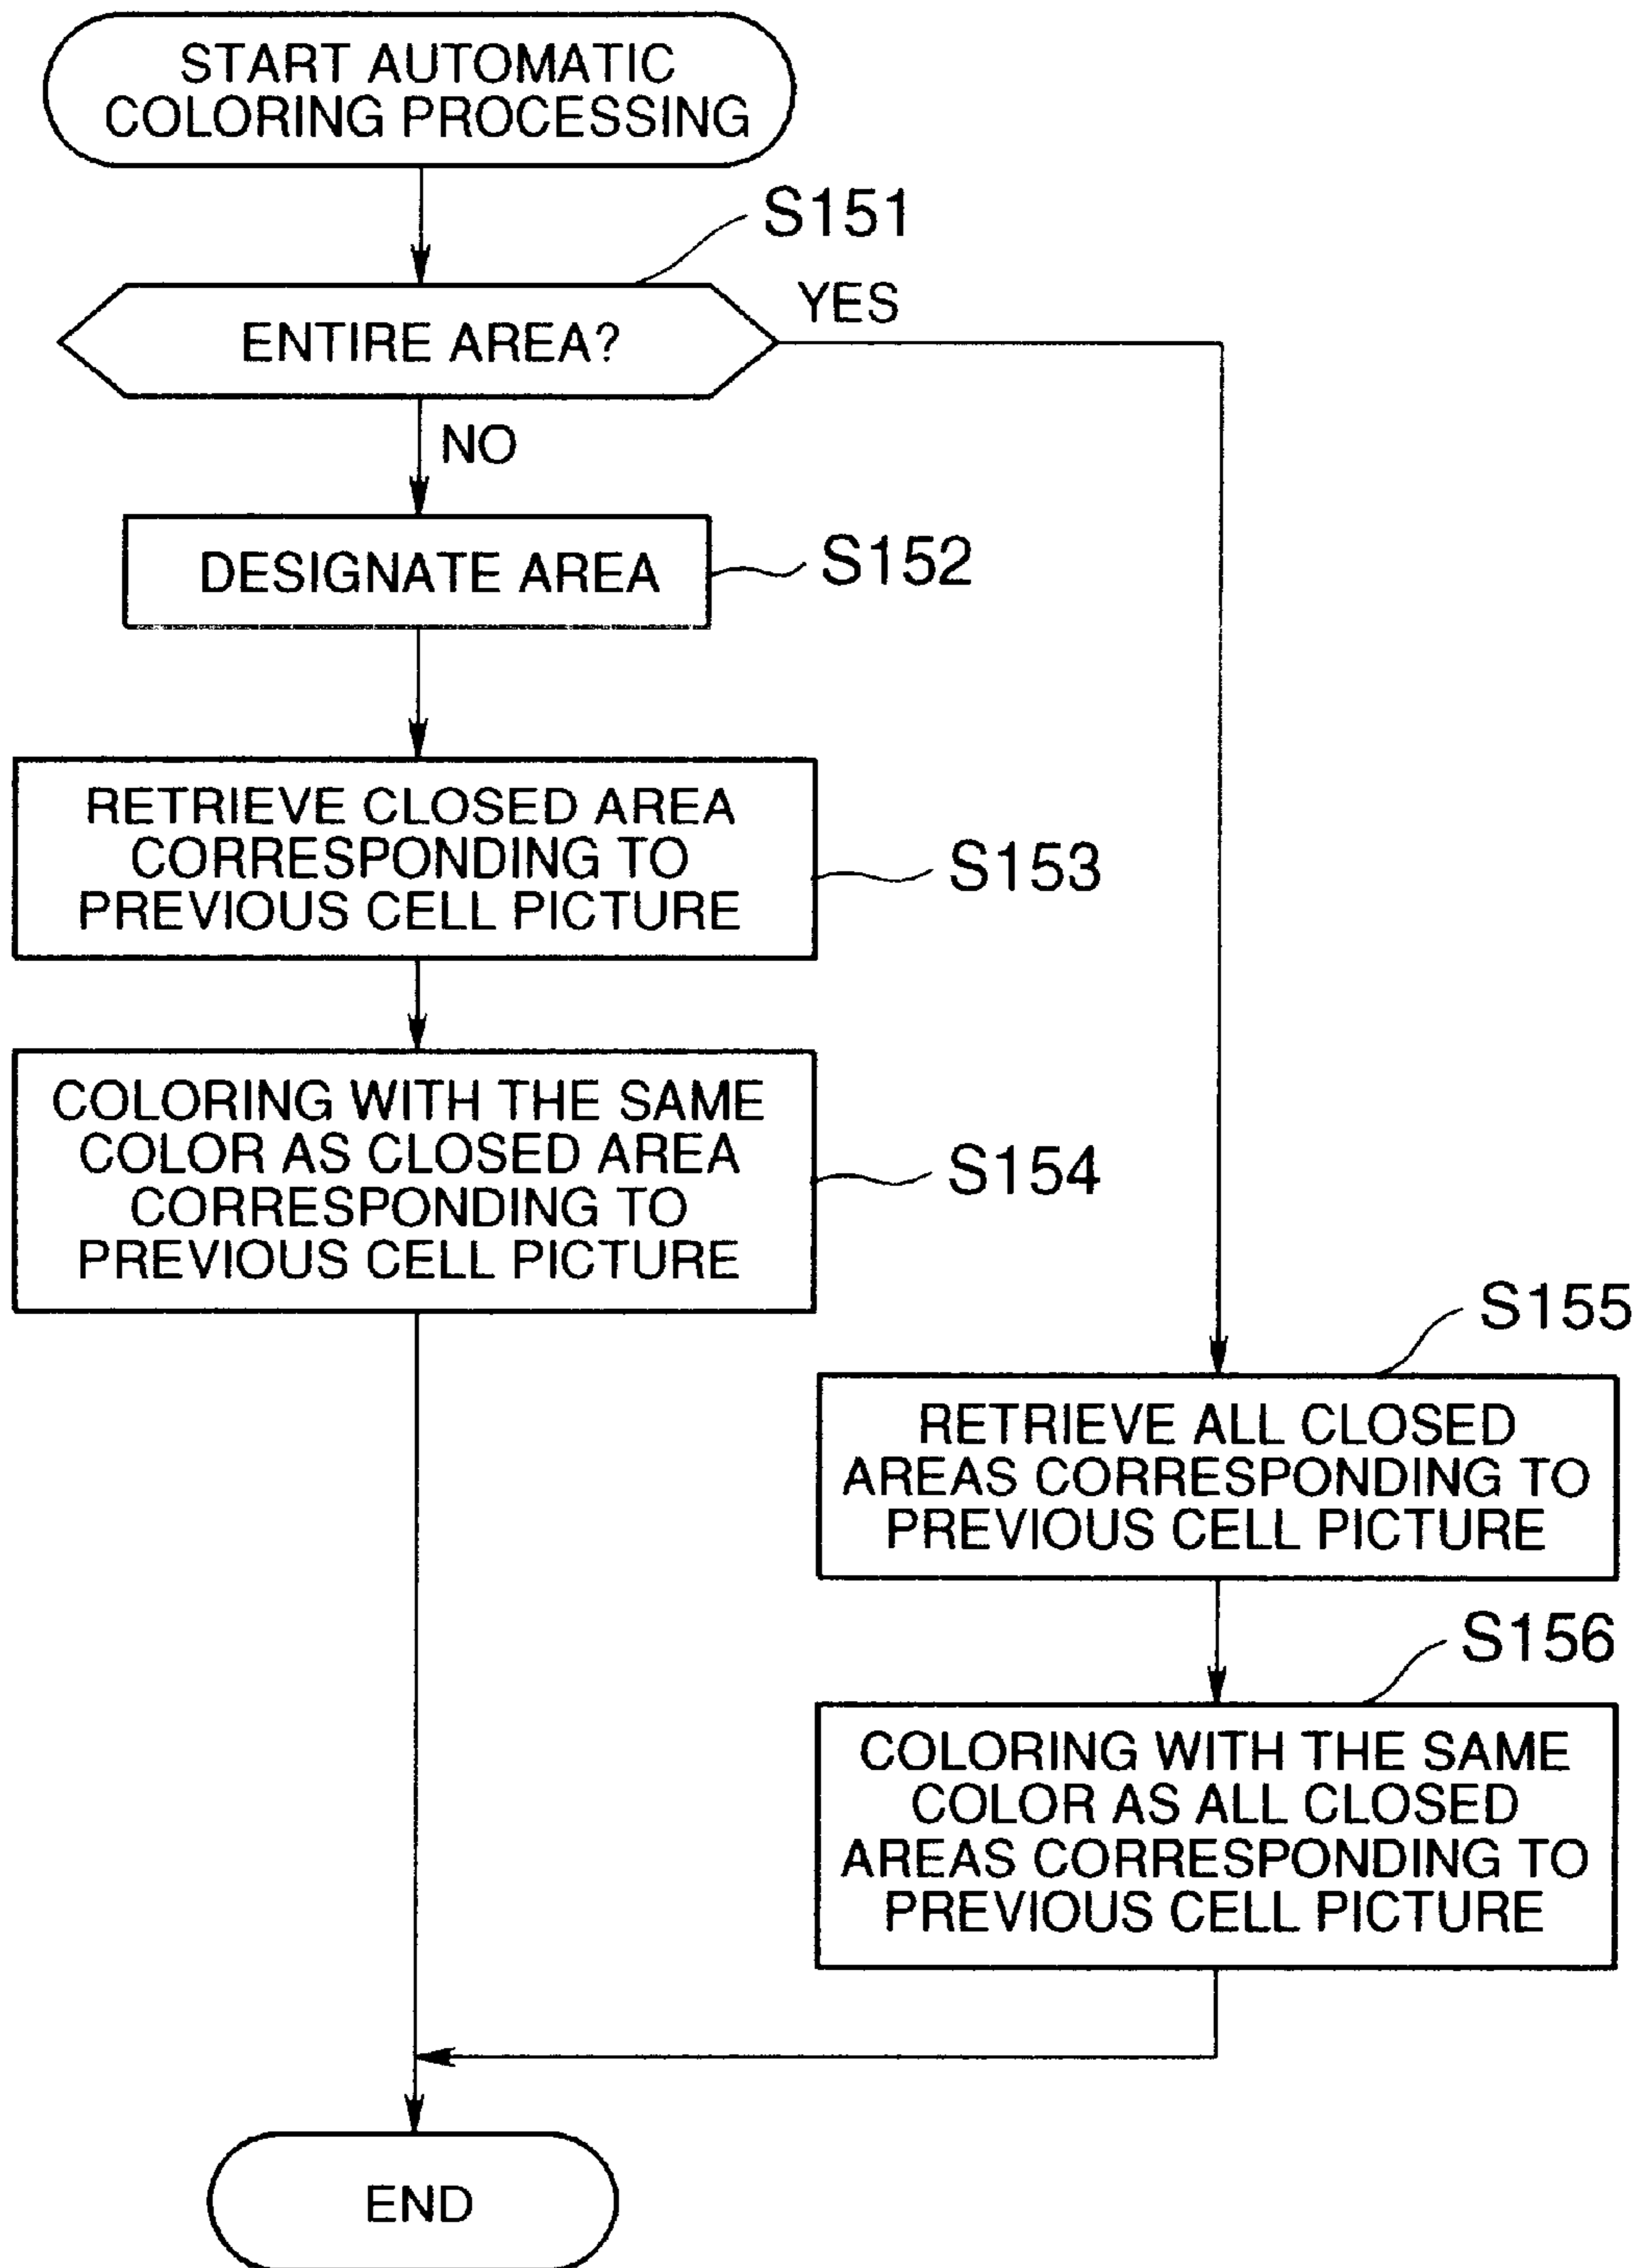 START AUTOMATIC
COLORING PROCESSING
S151
ENTIRE AREA?
YES
NO
DESIGNATE AREA
S152
RETRIEVE CLOSED AREA
CORRESPONDING TO
PREVIOUS CELL PICTURE
S153
COLORING WITH THE SAME
COLOR AS CLOSED AREA
CORRESPONDING TO
PREVIOUS CELL PICTURE
S154
S155
RETRIEVE ALL CLOSED
AREAS CORRESPONDING TO
PREVIOUS CELL PICTURE
S156
COLORING WITH THE SAME
COLOR AS ALL CLOSED
AREAS CORRESPONDING TO
PREVIOUS CELL PICTURE
END